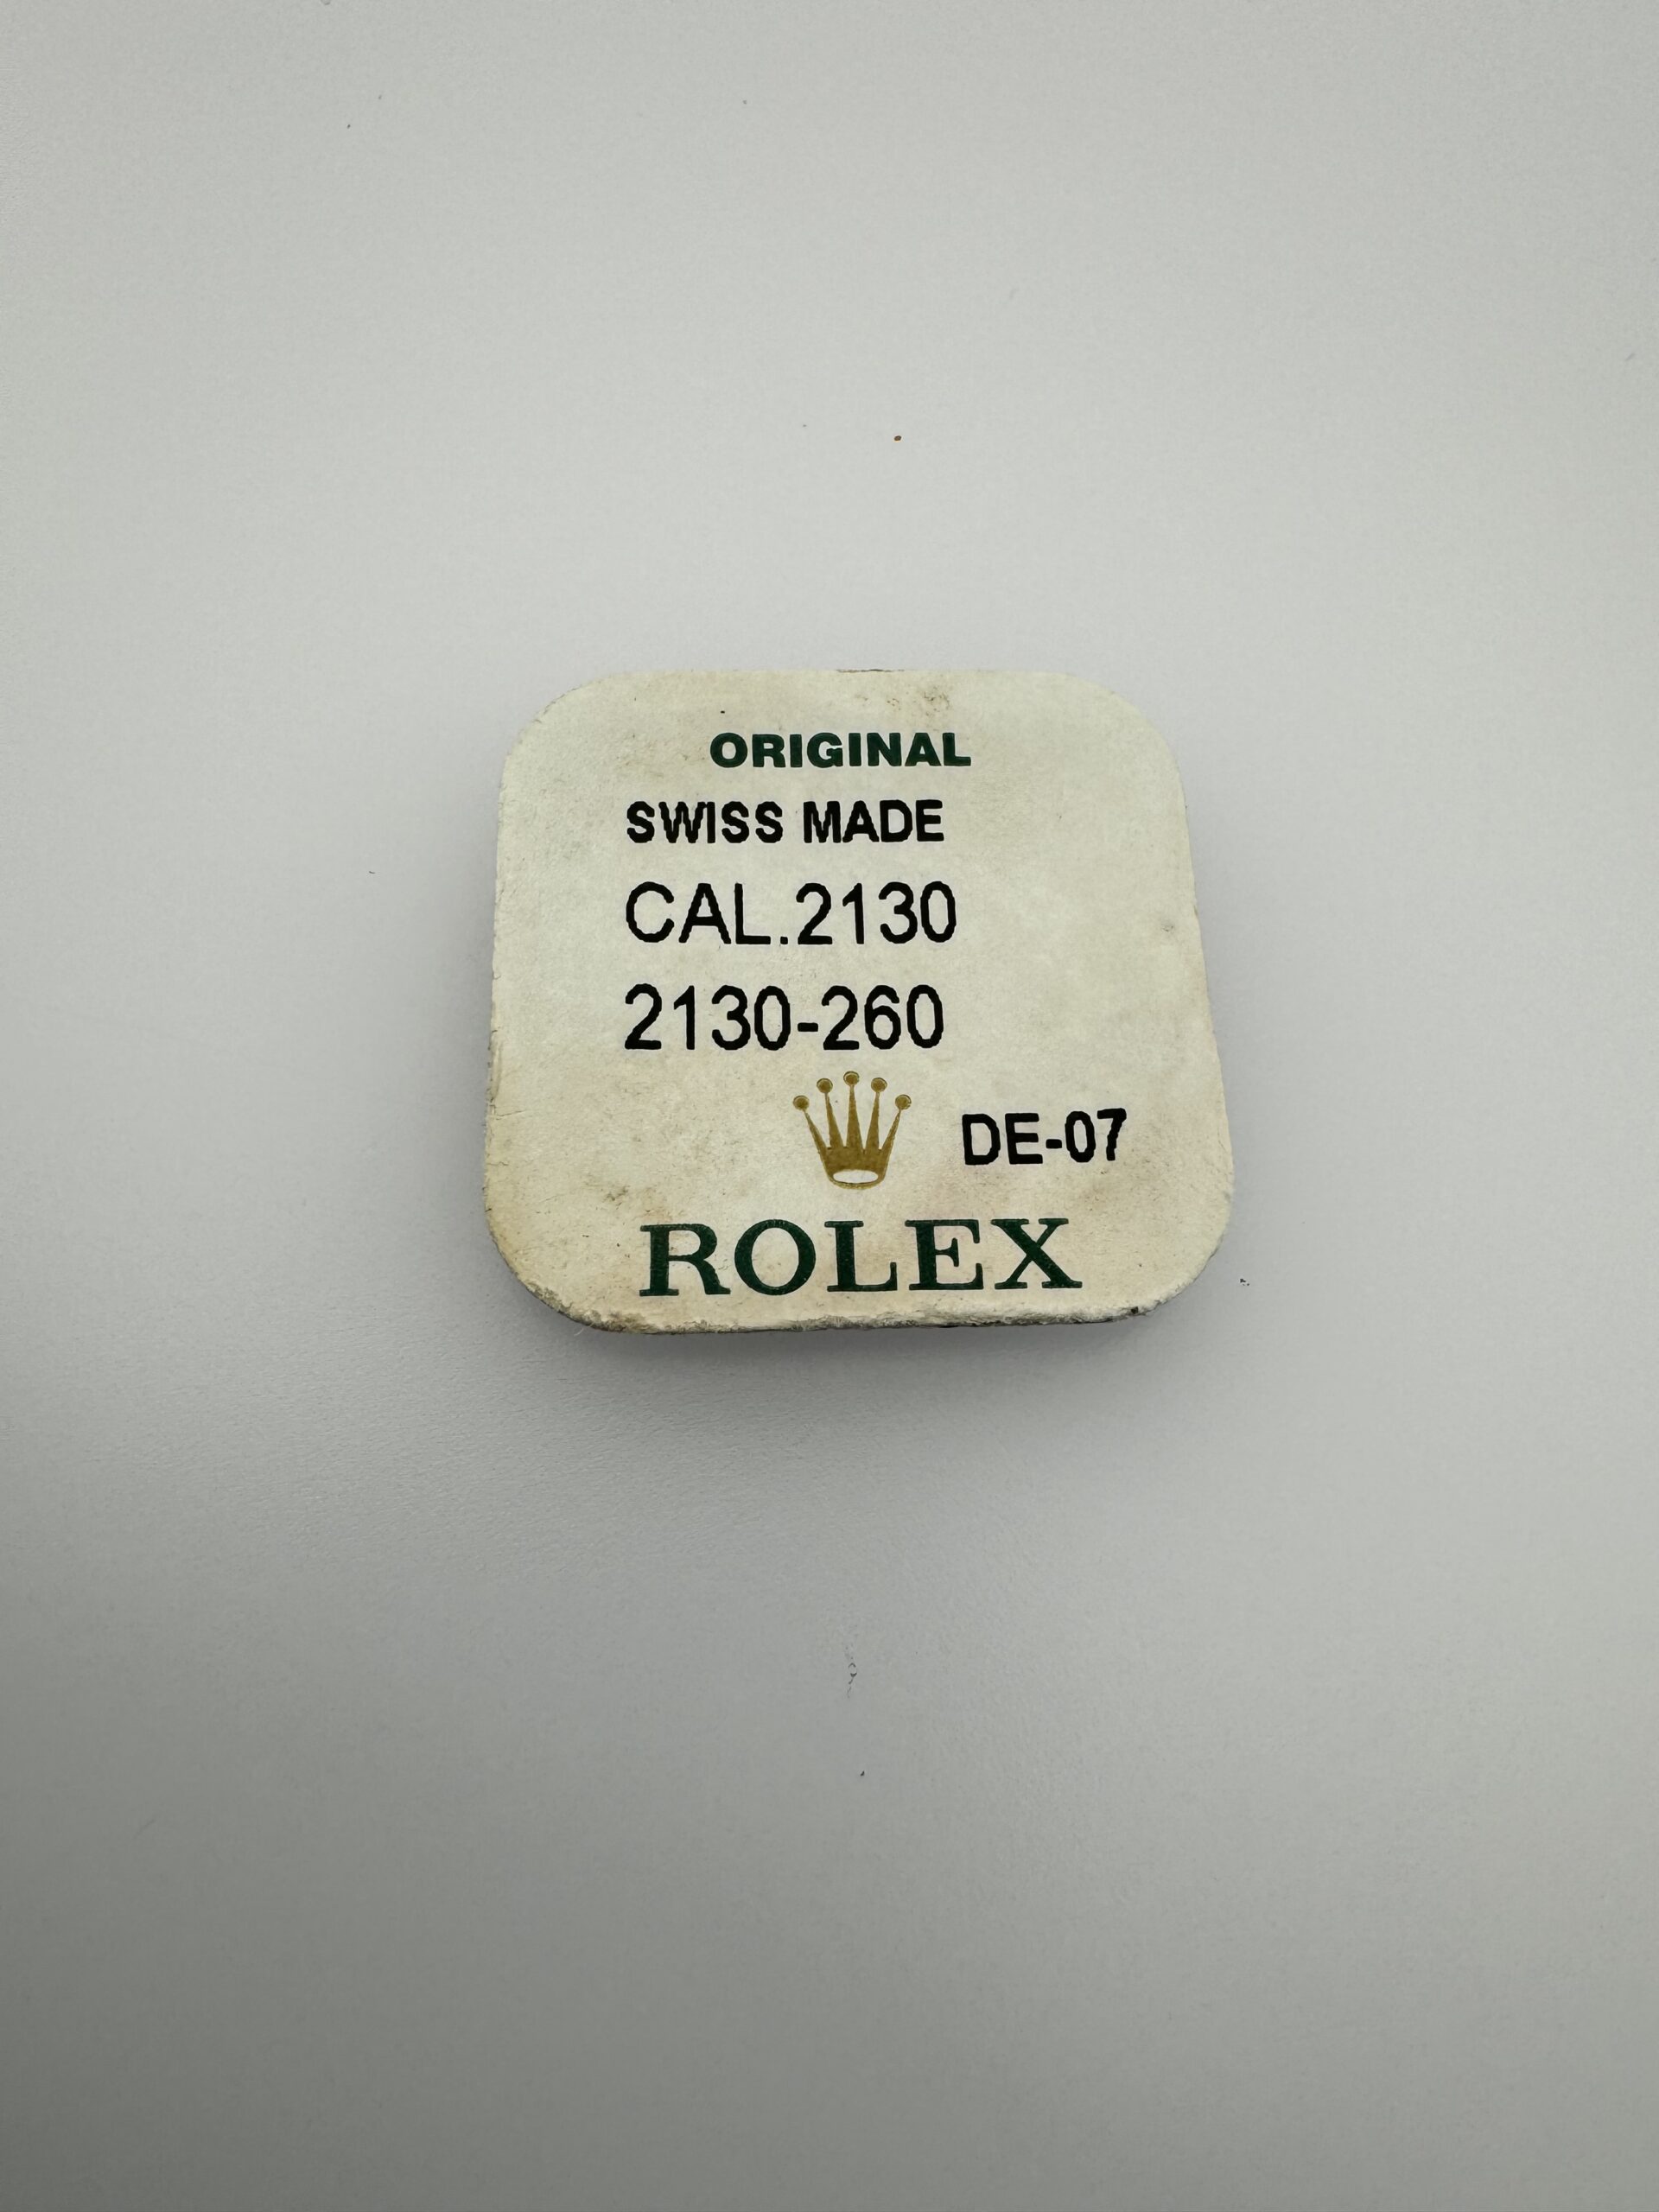 ORIGINAL
SWISS MADE
CAL.2130
2130-260
DE-07
ROLEX